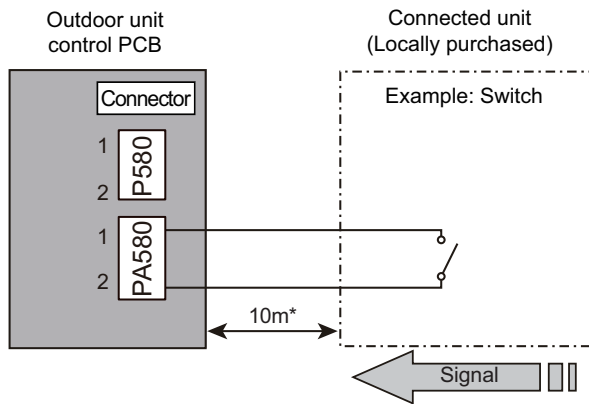 Outdoor unit
control PCB
Connected unit
(Locally purchased)
Connector
Example: Switch
1
P580
2
1
PA580
2
10m*
Signal